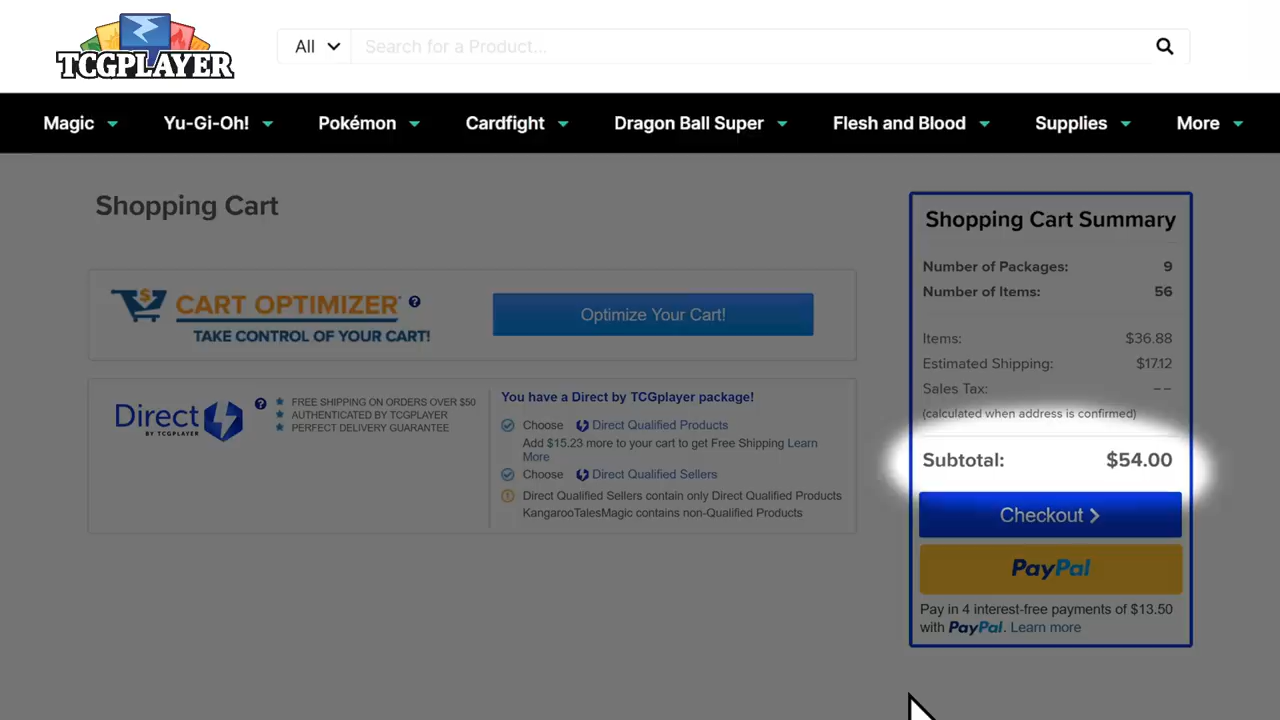 TCGPLAYER
All
Search for a Product...
Magic
Yu-Gi-Oh!
Pokémon
Cardfight
Dragon Ball Super
Flesh and Blood
Supplies
More
Shopping Cart
CART OPTIMIZER
TAKE CONTROL OF YOUR CART!
Optimize Your Cart!
Direct
BY TCGPLAYER
FREE SHIPPING ON ORDERS OVER $50
AUTHENTICATED BY TCGPLAYER
PERFECT DELIVERY GUARANTEE
You have a Direct by TCGplayer package!
Choose Direct Qualified Products
Add $15.23 more to your cart to get Free Shipping Learn
More
Choose Direct Qualified Sellers
Direct Qualified Sellers contain only Direct Qualified Products
KangarooTalesMagic contains non-Qualified Products
Shopping Cart Summary
Number of Packages: 9
Number of Items: 56
Items: $36.88
Estimated Shipping: $17.12
Sales Tax: --
(calculated when address is confirmed)
Subtotal: $54.00
Checkout
PayPal
Pay in 4 interest-free payments of $13.50
with PayPal. Learn more